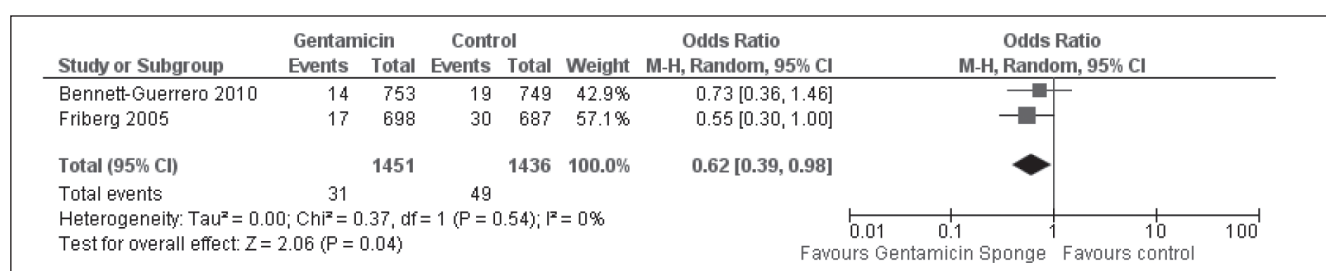 Gentamicin Control Odds Ratio Odds Ratio
Study or Subgroup Events Total Events Total Weight M-H, Random, 95% CI M-H, Random, 95% CI
Bennett-Guerrero 2010 14 753 19 749 42.9% 0.73 [0.36, 1.46]
Friberg 2005 17 698 30 687 57.1% 0.55 [0.30, 1.00]
Total (95% CI) 1451 1436 100.0% 0.62 [0.39, 0.98]
Total events 31 49
Heterogeneity: Tau² = 0.00; Chi² = 0.37, df = 1 (P = 0.54); I² = 0%
Test for overall effect: Z = 2.06 (P = 0.04)
0.01 0.1 1 10 100
Favours Gentamicin Sponge Favours control